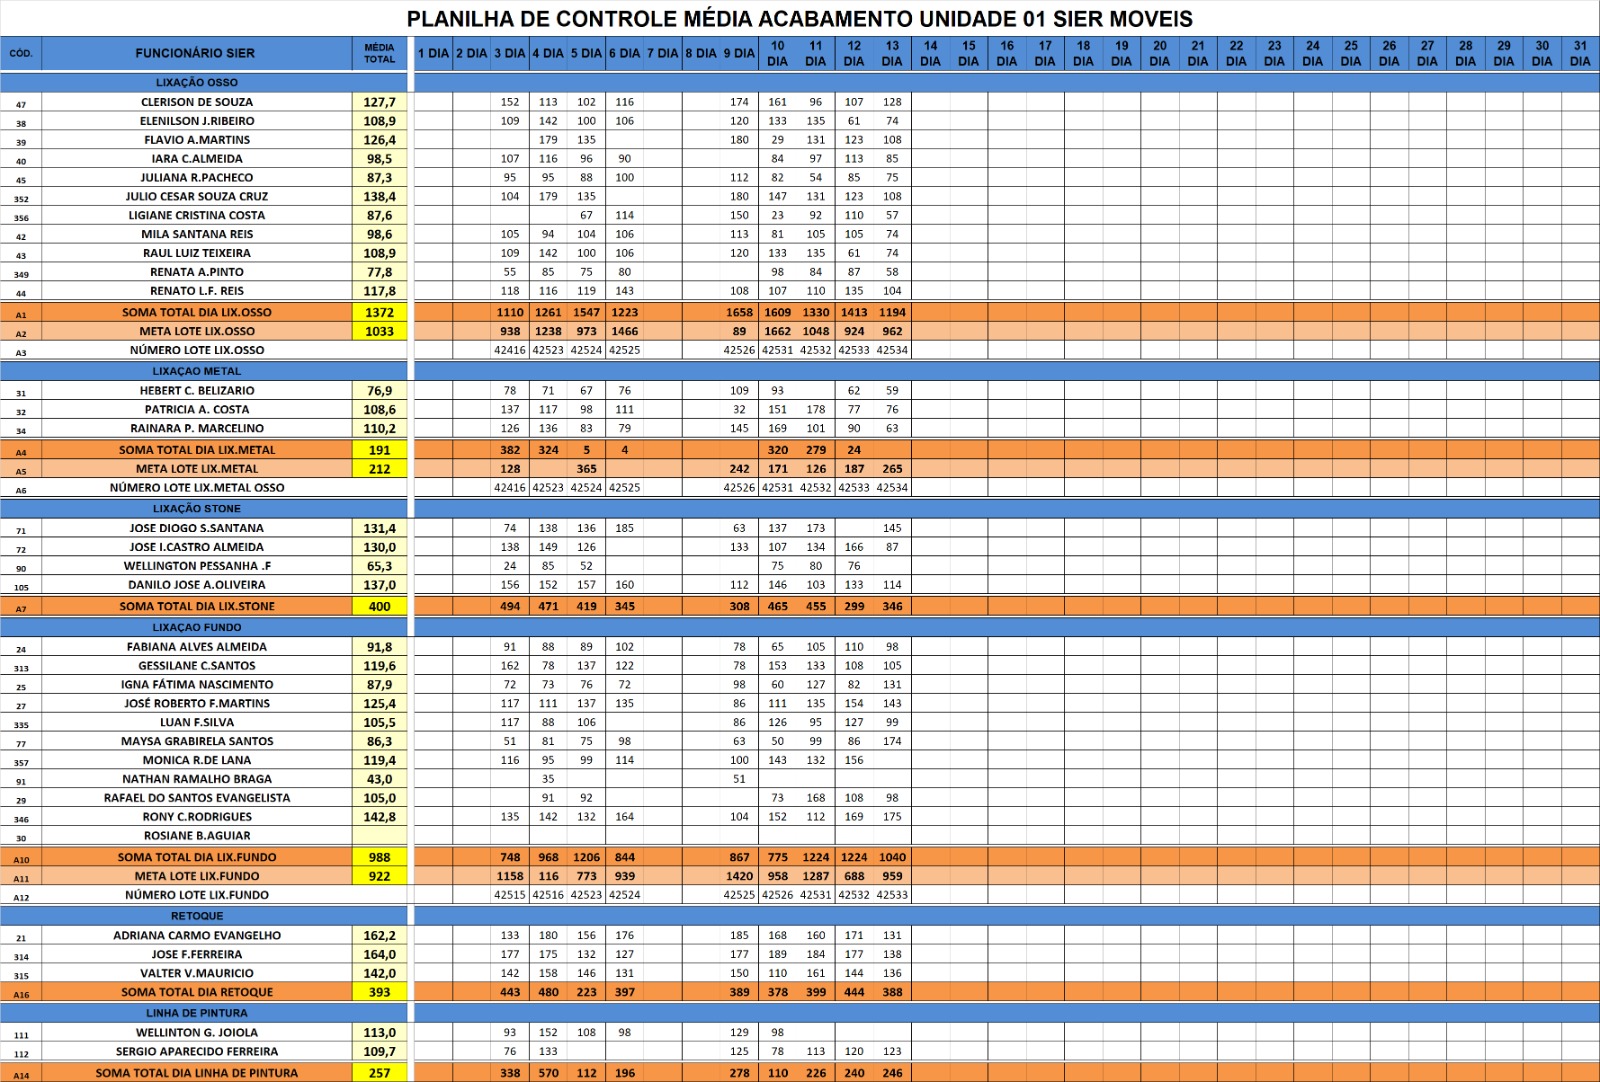 PLANILHA DE CONTROLE MÉDIA ACABAMENTO UNIDADE 01 SIER MOVEIS
CÓD. FUNCIONÁRIO SIER MÉDIA TOTAL 1 DIA 2 DIA 3 DIA 4 DIA 5 DIA 6 DIA 7 DIA 8 DIA 9 DIA 10 DIA 11 DIA 12 DIA 13 DIA 14 DIA 15 DIA 16 DIA 17 DIA 18 DIA 19 DIA 20 DIA 21 DIA 22 DIA 23 DIA 24 DIA 25 DIA 26 DIA 27 DIA 28 DIA 29 DIA 30 DIA 31 DIA
LIXAÇÃO OSSO
47 CLERISON DE SOUZA 127,7 152 113 102 116 174 161 96 107 128
38 ELENILSON J.RIBEIRO 108,9 109 142 100 106 120 133 135 61 74
39 FLAVIO A.MARTINS 126,4 179 135 180 29 131 123 108
40 IARA C.ALMEIDA 98,5 107 116 96 90 84 97 113 85
45 JULIANA R.PACHECO 87,3 95 95 88 100 112 82 54 85 75
352 JULIO CESAR SOUZA CRUZ 138,4 104 179 135 180 147 131 123 108
356 LIGIANE CRISTINA COSTA 87,6 67 114 150 23 92 110 57
42 MILA SANTANA REIS 98,6 105 94 104 106 113 81 105 105 74
43 RAUL LUIZ TEIXEIRA 108,9 109 142 100 106 120 133 135 61 74
349 RENATA A.PINTO 77,8 55 85 75 80 98 84 87 58
44 RENATO L.F. REIS 117,8 118 116 119 143 108 107 110 135 104
A1 SOMA TOTAL DIA LIX.OSSO 1372 1110 1261 1547 1223 1658 1609 1330 1413 1194
A2 META LOTE LIX.OSSO 1033 938 1238 973 1466 89 1662 1048 924 962
A3 NÚMERO LOTE LIX.OSSO 42416 42523 42524 42525 42526 42531 42532 42533 42534
LIXAÇAO METAL
31 HEBERT C. BELIZARIO 76,9 78 71 67 76 109 93 62 59
32 PATRICIA A. COSTA 108,6 137 117 98 111 32 151 178 77 76
34 RAINARA P. MARCELINO 110,2 126 136 83 79 145 169 101 90 63
A4 SOMA TOTAL DIA LIX.METAL 191 382 324 5 4 320 279 24
A5 META LOTE LIX.METAL 212 128 365 242 171 126 187 265
A6 NÚMERO LOTE LIX.METAL OSSO 42416 42523 42524 42525 42526 42531 42532 42533 42534
LIXAÇÃO STONE
71 JOSE DIOGO S.SANTANA 131,4 74 138 136 185 63 137 173 145
72 JOSE I.CASTRO ALMEIDA 130,0 138 149 126 133 107 134 166 87
90 WELLINGTON PESSANHA .F 65,3 24 85 52 75 80 76
105 DANILO JOSE A.OLIVEIRA 137,0 156 152 157 160 112 146 103 133 114
A7 SOMA TOTAL DIA LIX.STONE 400 494 471 419 345 308 465 455 299 346
LIXAÇAO FUNDO
24 FABIANA ALVES ALMEIDA 91,8 91 88 89 102 78 65 105 110 98
313 GESSILANE C.SANTOS 119,6 162 78 137 122 78 153 133 108 105
25 IGNA FÁTIMA NASCIMENTO 87,9 72 73 76 72 98 60 127 82 131
27 JOSÉ ROBERTO F.MARTINS 125,4 117 111 137 135 86 111 135 154 143
335 LUAN F.SILVA 105,5 117 88 106 86 126 95 127 99
77 MAYSA GRABIRELA SANTOS 86,3 51 81 75 98 63 50 99 86 174
357 MONICA R.DE LANA 119,4 116 95 99 114 100 143 132 156
91 NATHAN RAMALHO BRAGA 43,0 35 51
29 RAFAEL DO SANTOS EVANGELISTA 105,0 91 92 73 168 108 98
346 RONY C.RODRIGUES 142,8 135 142 132 164 104 152 112 169 175
30 ROSIANE B.AGUIAR
A10 SOMA TOTAL DIA LIX.FUNDO 988 748 968 1206 844 867 775 1224 1224 1040
A11 META LOTE LIX.FUNDO 922 1158 116 773 939 1420 958 1287 688 959
A12 NÚMERO LOTE LIX.FUNDO 42515 42516 42523 42524 42525 42526 42531 42532 42533
RETOQUE
21 ADRIANA CARMO EVANGELHO 162,2 133 180 156 176 185 168 160 171 131
314 JOSE F.FERREIRA 164,0 177 175 132 127 177 189 184 177 138
315 VALTER V.MAURICIO 142,0 142 158 146 131 150 110 161 144 136
A16 SOMA TOTAL DIA RETOQUE 393 443 480 223 397 389 378 399 444 388
LINHA DE PINTURA
111 WELLINTON G. JOIOLA 113,0 93 152 108 98 129 98
112 SERGIO APARECIDO FERREIRA 109,7 76 133 125 78 113 120 123
A14 SOMA TOTAL DIA LINHA DE PINTURA 257 338 570 112 196 278 110 226 240 246